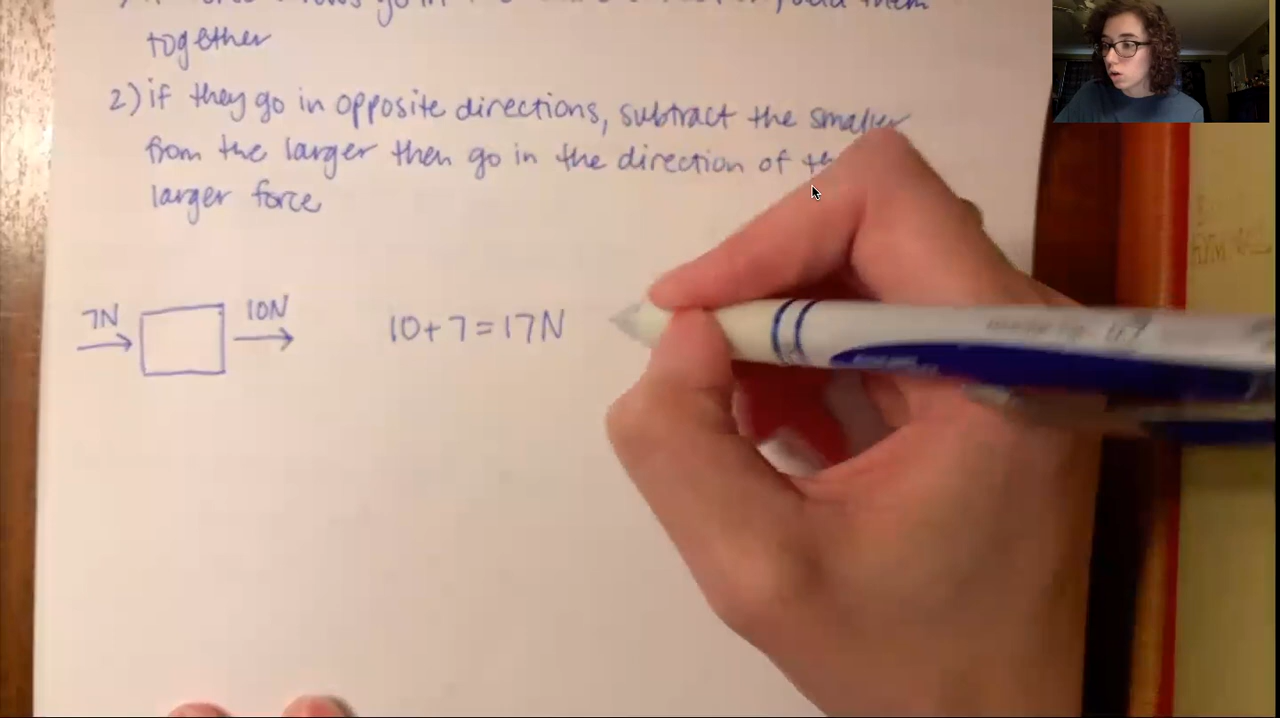 together
2) if they go in opposite directions, subtract the smaller
from the larger then go in the direction of
larger force
7N 10N 10+7=17N